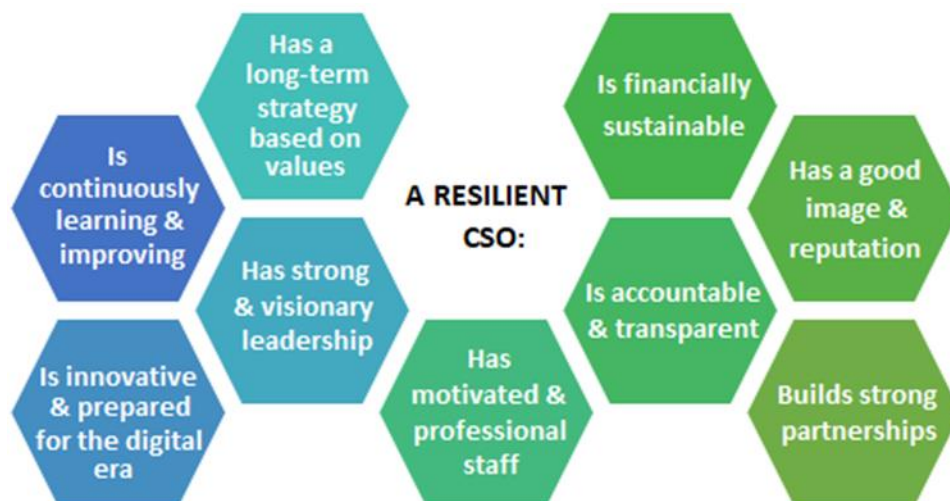 A RESILIENT
CSO:
Is
continuously
learning &
improving
Has a
long-term
strategy
based on
values
Is innovative
& prepared
for the digital
era
Has strong
& visionary
leadership
Has
motivated &
professional
staff
Is financially
sustainable
Is accountable
& transparent
Has a good
image &
reputation
Builds strong
partnerships